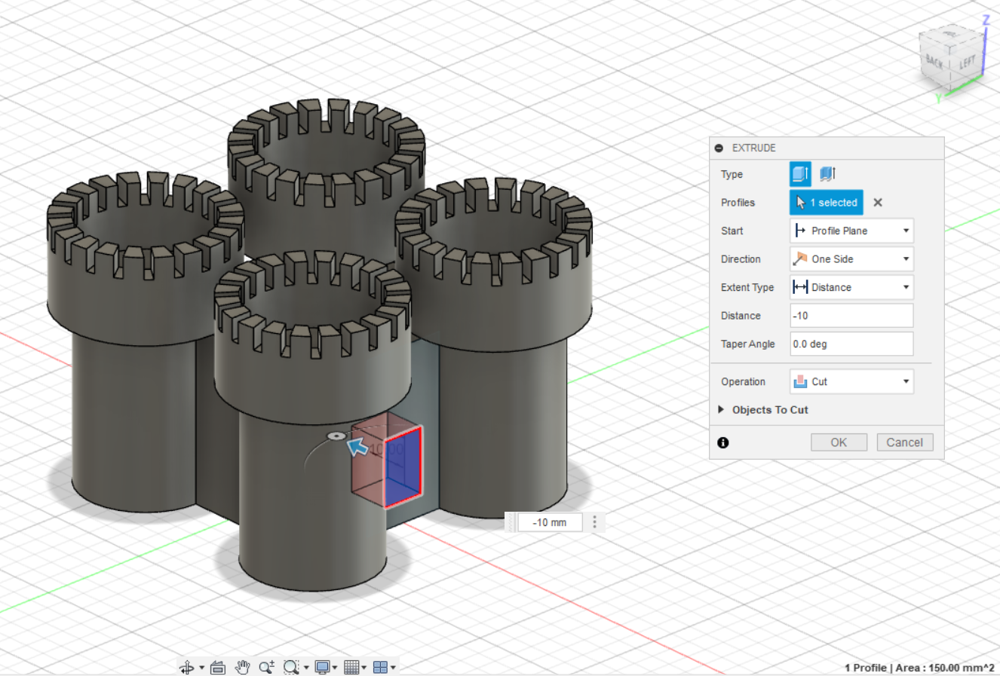 Z
BACK
LEFT
Y
EXTRUDE
Type
Profiles 1 selected
Start Profile Plane
Direction One Side
Extent Type Distance
Distance -10
Taper Angle 0.0 deg
Operation Cut
Objects To Cut
OK Cancel
10.00
-10 mm
1 Profile | Area : 150.00 mm^2